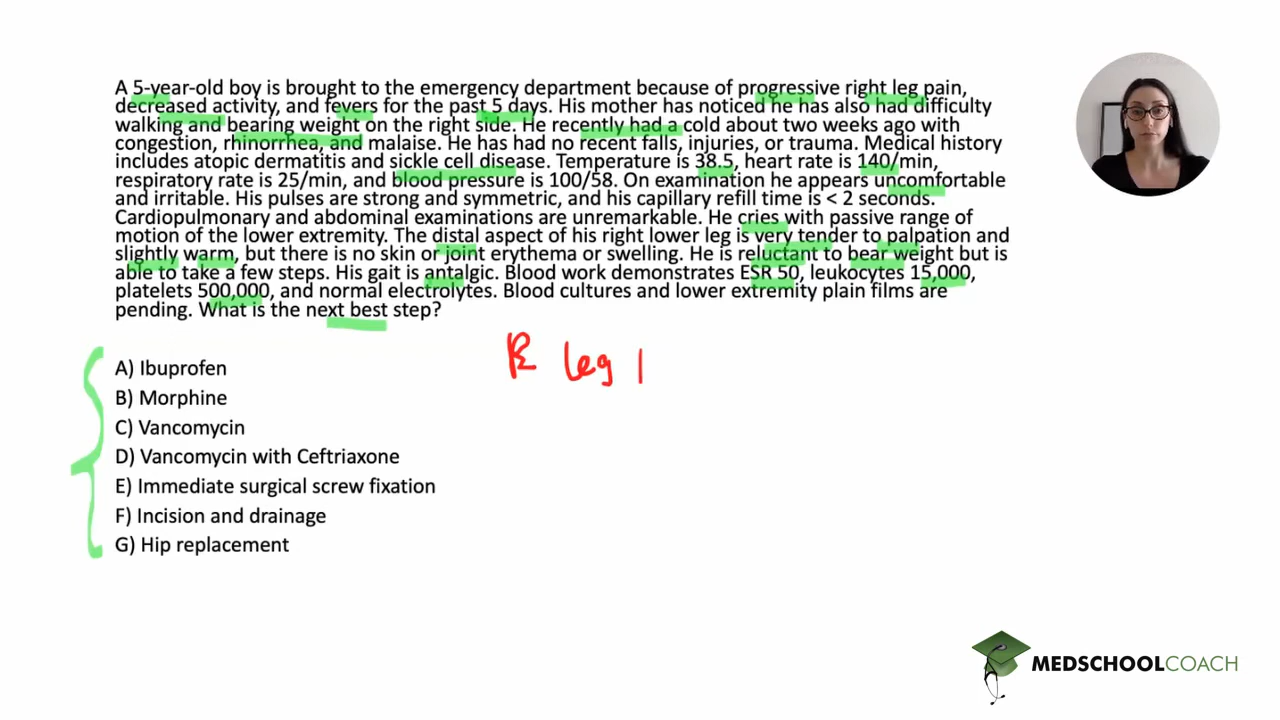 A 5-year-old boy is brought to the emergency department because of progressive right leg pain,
decreased activity, and fevers for the past 5 days. His mother has noticed he has also had difficulty
walking and bearing weight on the right side. He recently had a cold about two weeks ago with
congestion, rhinorrhea, and malaise. He has had no recent falls, injuries, or trauma. Medical history
includes atopic dermatitis and sickle cell disease. Temperature is 38.5, heart rate is 140/min,
respiratory rate is 25/min, and blood pressure is 100/58. On examination he appears uncomfortable
and irritable. His pulses are strong and symmetric, and his capillary refill time is < 2 seconds.
Cardiopulmonary and abdominal examinations are unremarkable. He cries with passive range of
motion of the lower extremity. The distal aspect of his right lower leg is very tender to palpation and
slightly warm, but there is no skin or joint erythema or swelling. He is reluctant to bear weight but is
able to take a few steps. His gait is antalgic. Blood work demonstrates ESR 50, leukocytes 15,000,
platelets 500,000, and normal electrolytes. Blood cultures and lower extremity plain films are
pending. What is the next best step?
A) Ibuprofen
B) Morphine
C) Vancomycin
D) Vancomycin with Ceftriaxone
E) Immediate surgical screw fixation
F) Incision and drainage
G) Hip replacement
R leg
MEDSCHOOLCOACH